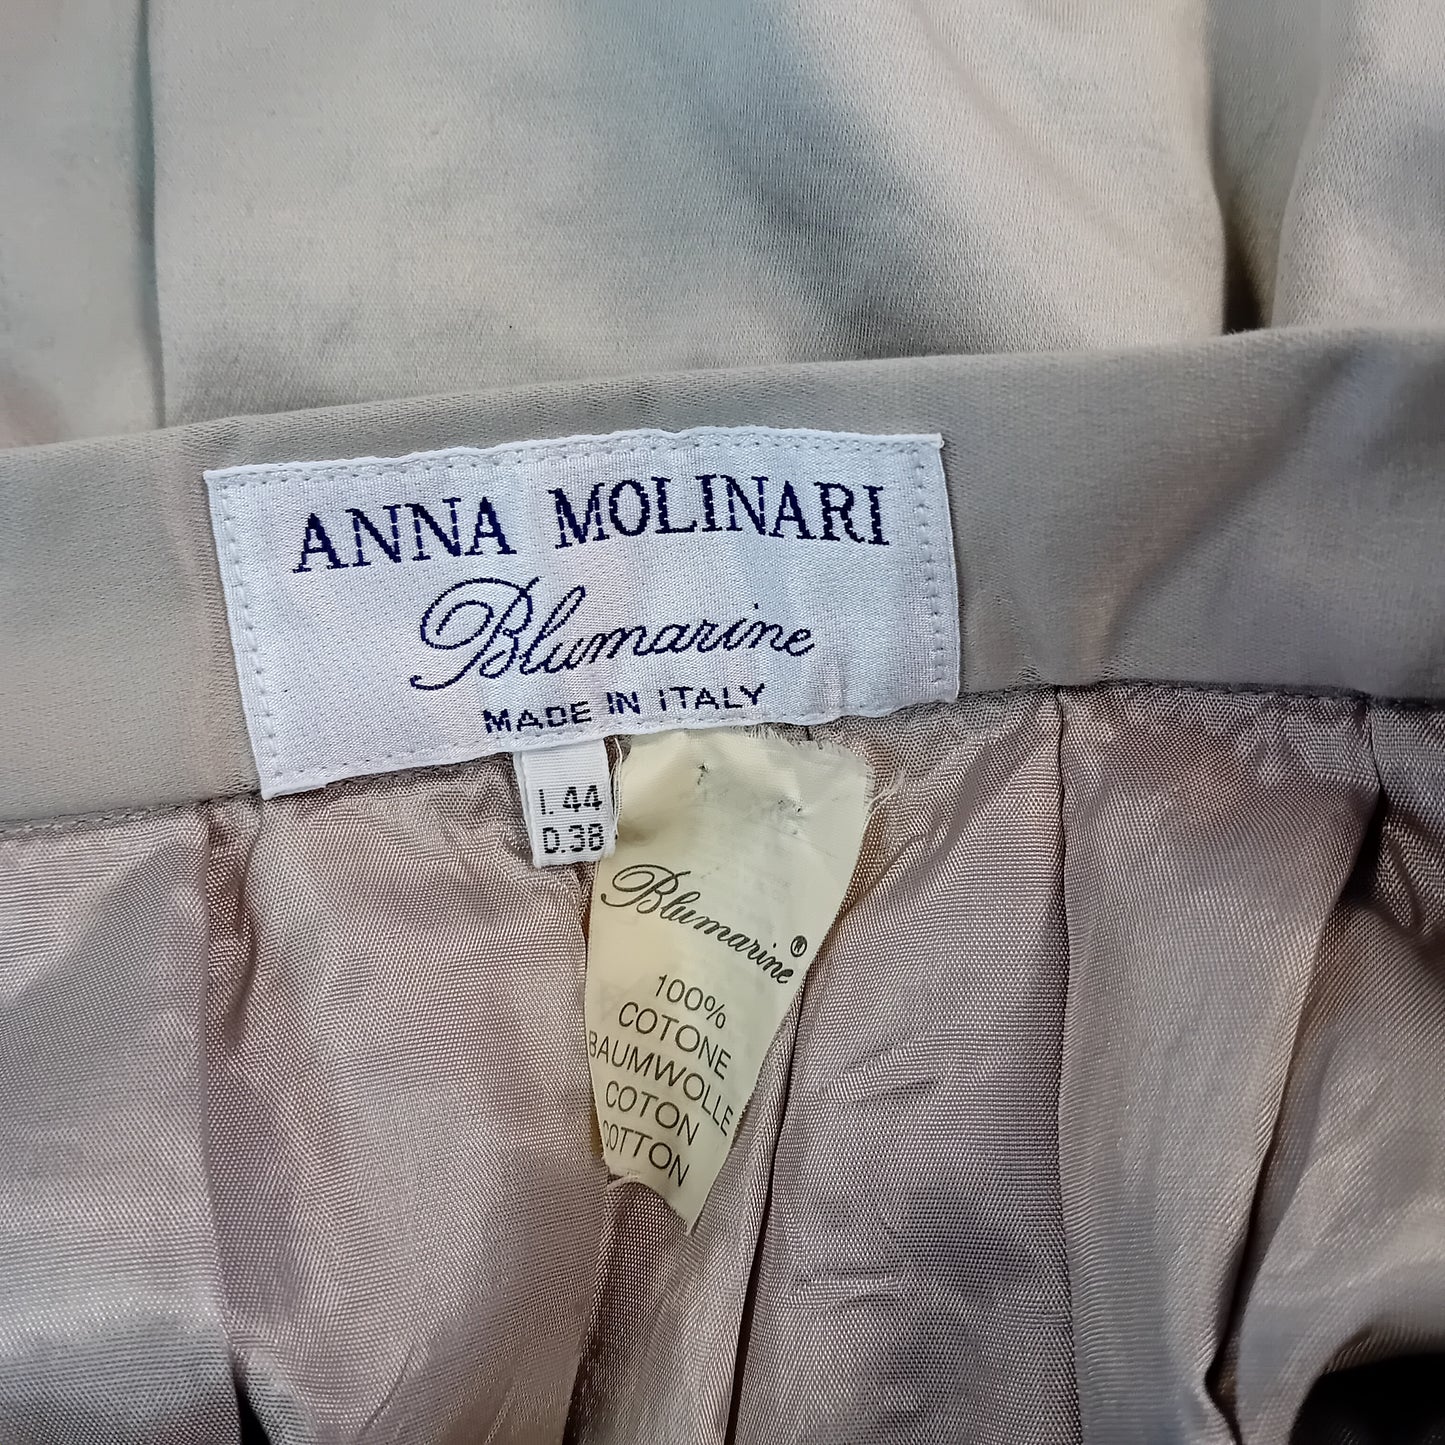 ANNA MOLINARI
Blumarine
MADE IN ITALY
I. 44
D. 38
Blumarine®
100%
COTONE
BAUMWOLLE
COTON
COTTON